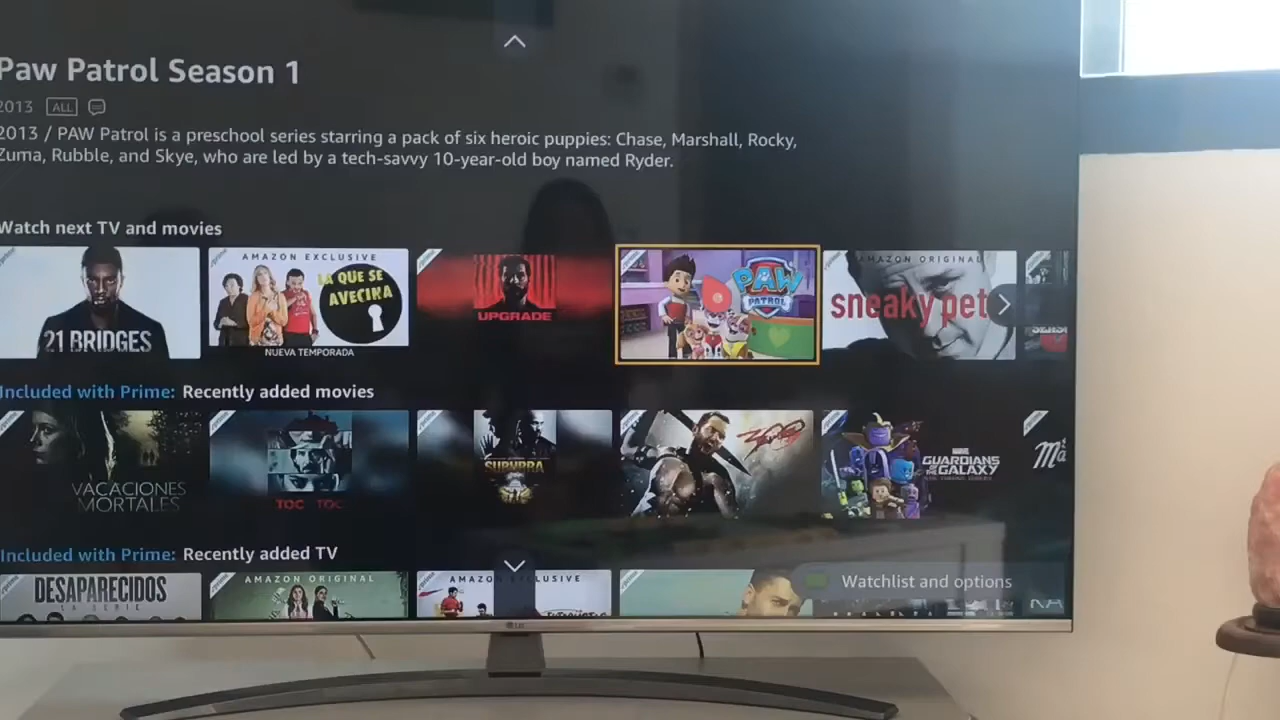 Paw Patrol Season 1
2013 ALL
2013 / PAW Patrol is a preschool series starring a pack of six heroic puppies: Chase, Marshall, Rocky,
Zuma, Rubble, and Skye, who are led by a tech-savvy 10-year-old boy named Ryder.
Watch next TV and movies
21 BRIDGES
AMAZON EXCLUSIVE
LA QUE SE
AVECINA
NUEVA TEMPORADA
UPGRADE
PAW
PATROL
AMAZON ORIGINAL
sneaky pet
Included with Prime: Recently added movies
VACACIONES
MORTALES
TOC TOC
SUBURRA
300
MARVEL
GUARDIANS
OF THE GALAXY
Má
Included with Prime: Recently added TV
DESAPARECIDOS
LA SERIE
AMAZON ORIGINAL
Watchlist and options
LG